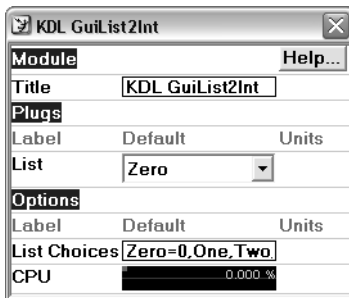 KDL GuiList2Int
Module Help...
Title KDL GuiList2Int
Plugs
Label Default Units
List Zero
Options
Label Default Units
List Choices Zero=0,One,Two,
CPU 0.000 %